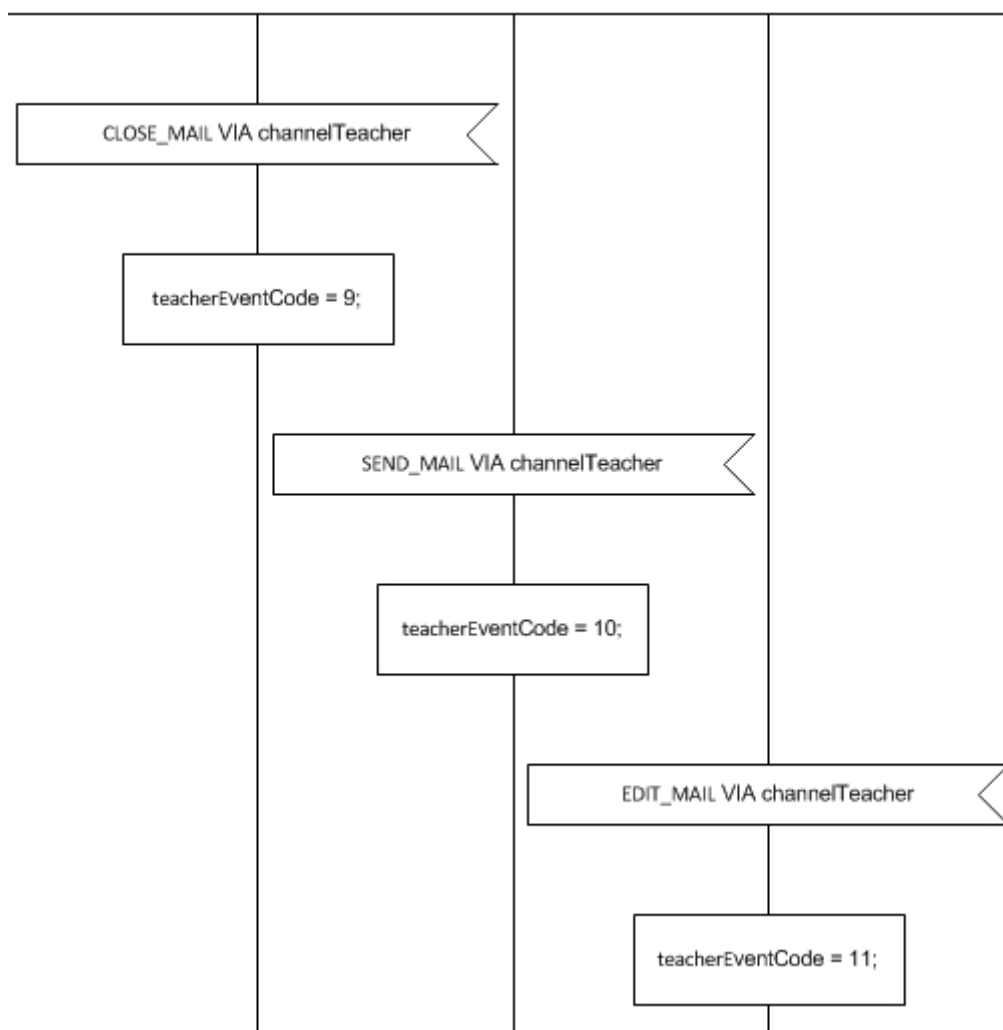 CLOSE_MAIL VIA channelTeacher
teacherEventCode = 9;
SEND_MAIL VIA channelTeacher
teacherEventCode = 10;
EDIT_MAIL VIA channelTeacher
teacherEventCode = 11;